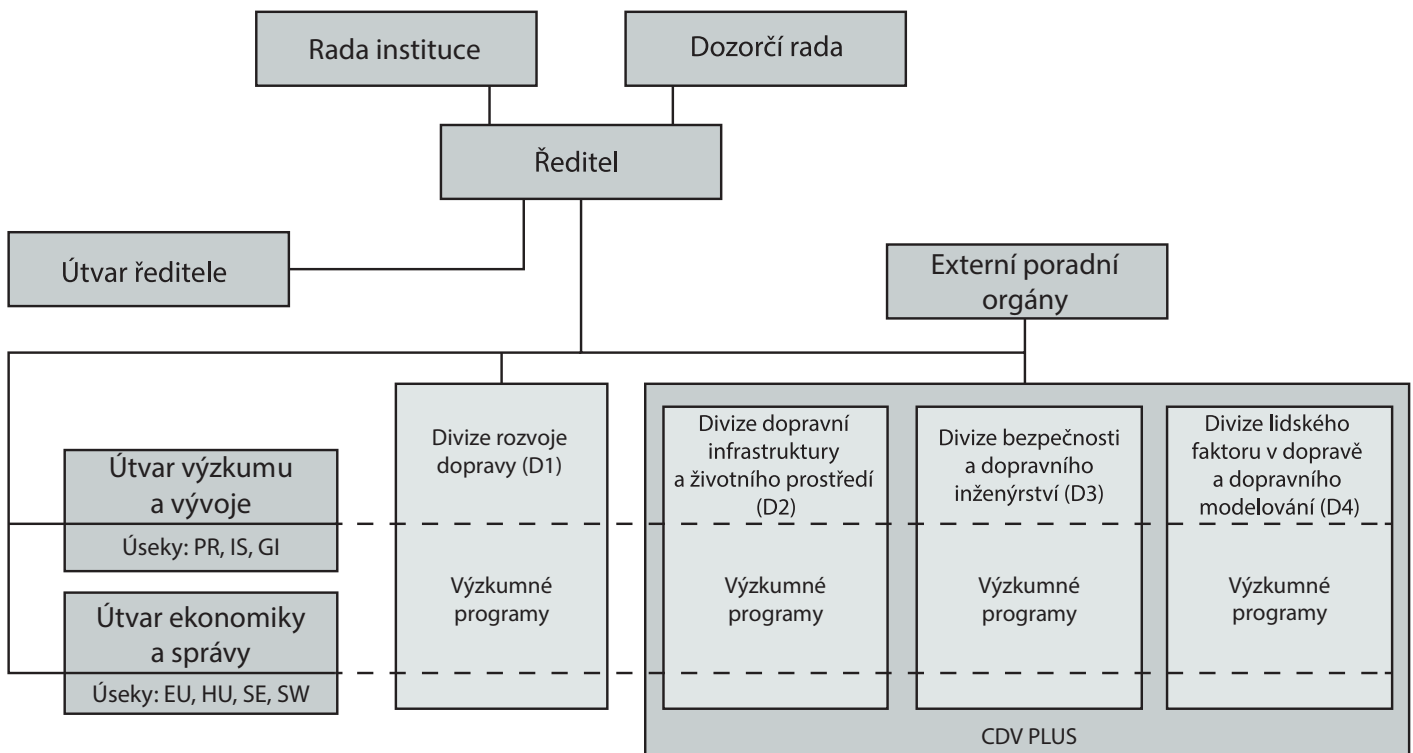 Rada instituce
Dozorčí rada
Ředitel
Útvar ředitele
Externí poradní
orgány
Útvar výzkumu
a vývoje
Úseky: PR, IS, GI
Útvar ekonomiky
a správy
Úseky: EU, HU, SE, SW
Divize rozvoje
dopravy (D1)
Výzkumné
programy
Divize dopravní
infrastruktury
a životního prostředí
(D2)
Výzkumné
programy
Divize bezpečnosti
a dopravního
inženýrství (D3)
Výzkumné
programy
Divize lidského
faktoru v dopravě
a dopravního
modelování (D4)
Výzkumné
programy
CDV PLUS